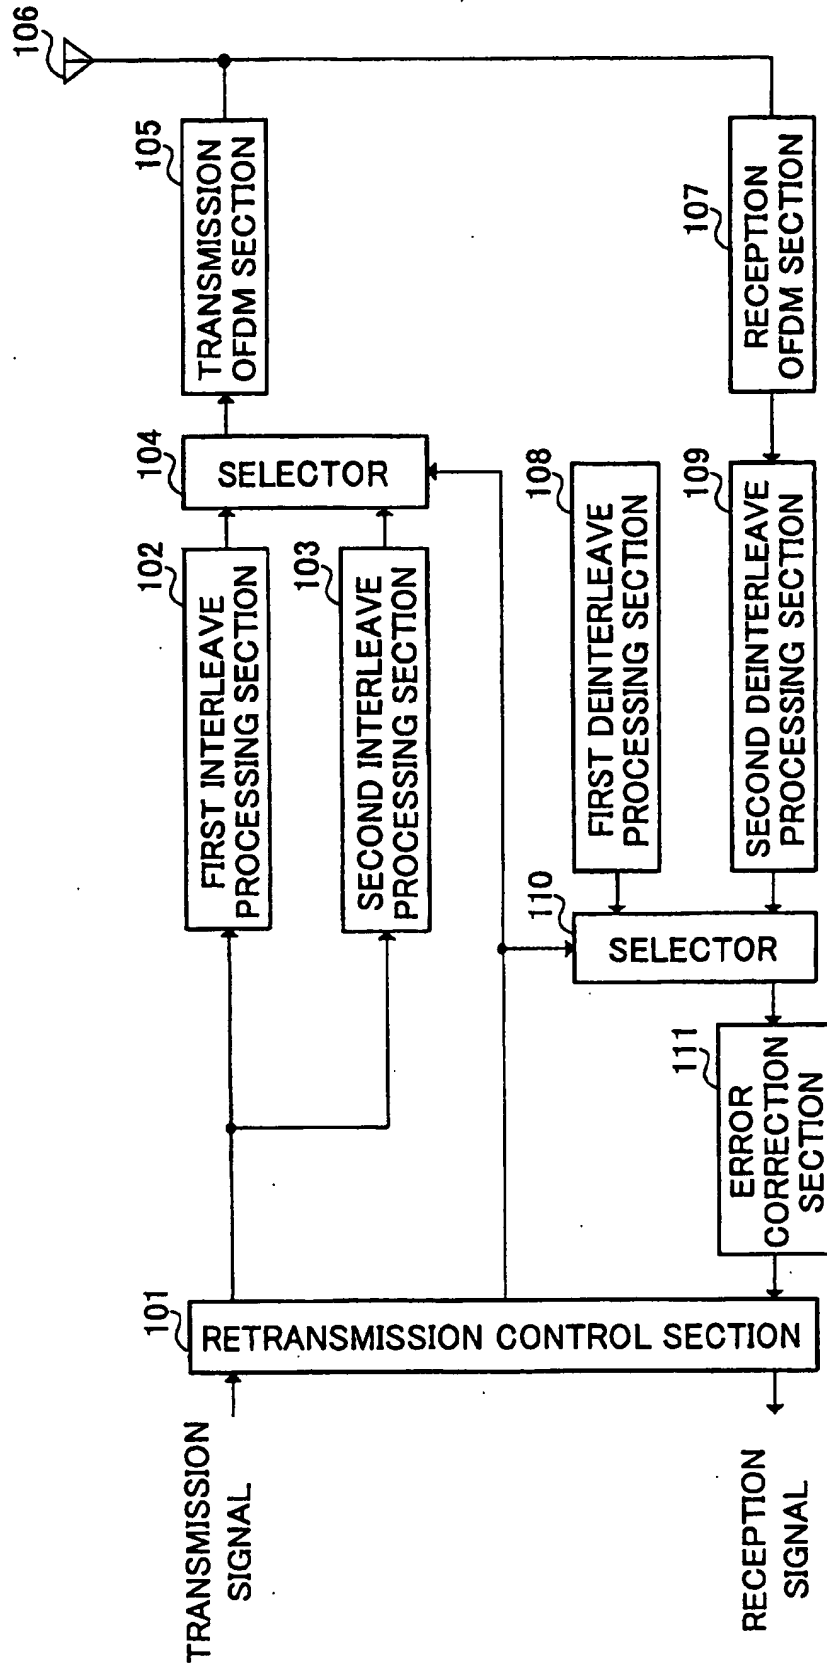 TRANSMISSION
SIGNAL
101
RETRANSMISSION CONTROL SECTION
102
FIRST INTERLEAVE
PROCESSING SECTION
103
SECOND INTERLEAVE
PROCESSING SECTION
104
SELECTOR
105
TRANSMISSION
OFDM SECTION
106
107
RECEPTION
OFDM SECTION
108
FIRST DEINTERLEAVE
PROCESSING SECTION
109
SECOND DEINTERLEAVE
PROCESSING SECTION
110
SELECTOR
111
ERROR
CORRECTION
SECTION
RECEPTION
SIGNAL